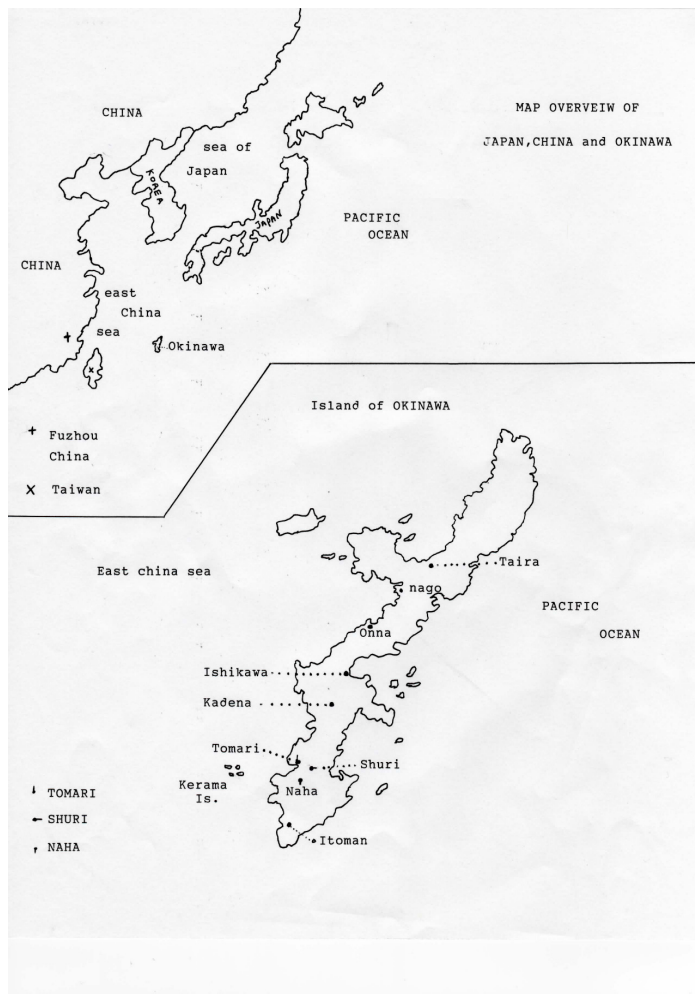 MAP OVERVEIW OF
JAPAN,CHINA and OKINAWA
CHINA
sea of
Japan
KOREA
JAPAN
PACIFIC
OCEAN
CHINA
east
China
sea
Okinawa
+ Fuzhou
China
X Taiwan
Island of OKINAWA
East china sea
Taira
nago
PACIFIC
OCEAN
Onna
Ishikawa
Kadena
Tomari
Shuri
Kerama
Is.
Naha
Itoman
TOMARI
SHURI
NAHA